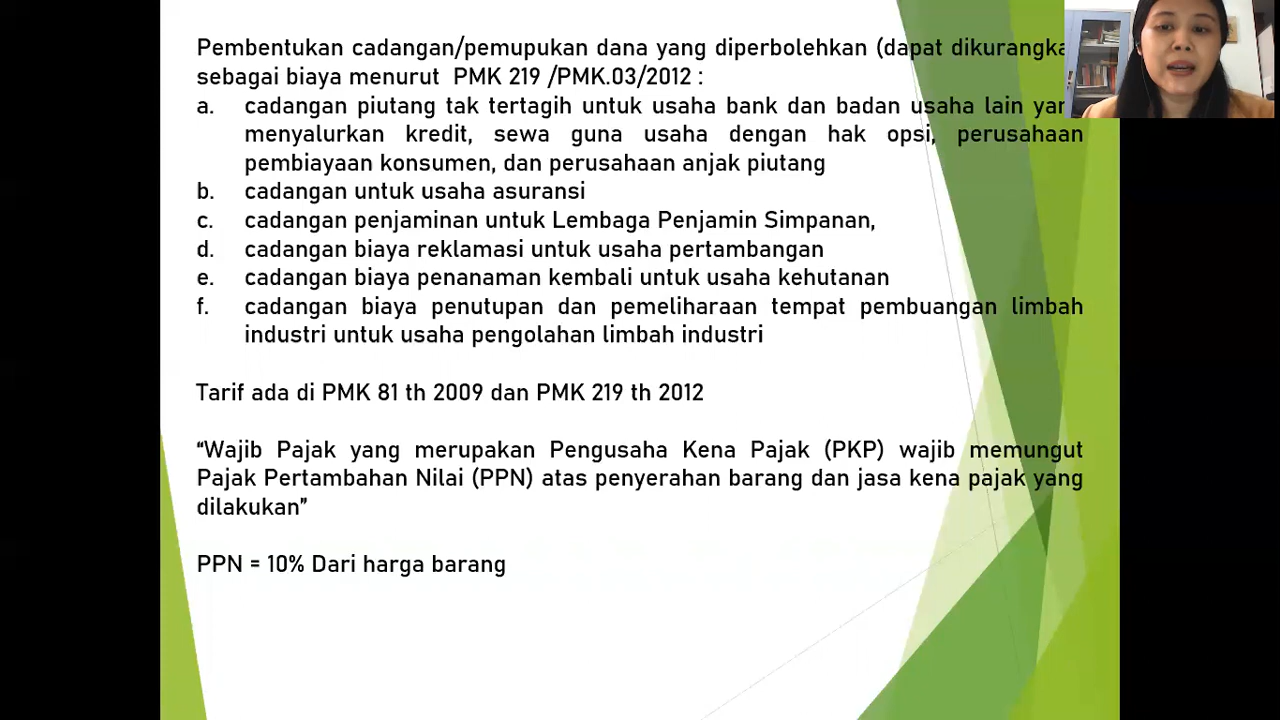 Pembentukan cadangan/pemupukan dana yang diperbolehkan (dapat dikurangka
sebagai biaya menurut PMK 219 /PMK.03/2012 :
a. cadangan piutang tak tertagih untuk usaha bank dan badan usaha lain yan
menyalurkan kredit, sewa guna usaha dengan hak opsi, perusahaan
pembiayaan konsumen, dan perusahaan anjak piutang
b. cadangan untuk usaha asuransi
c. cadangan penjaminan untuk Lembaga Penjamin Simpanan,
d. cadangan biaya reklamasi untuk usaha pertambangan
e. cadangan biaya penanaman kembali untuk usaha kehutanan
f. cadangan biaya penutupan dan pemeliharaan tempat pembuangan limbah
industri untuk usaha pengolahan limbah industri
Tarif ada di PMK 81 th 2009 dan PMK 219 th 2012
“Wajib Pajak yang merupakan Pengusaha Kena Pajak (PKP) wajib memungut
Pajak Pertambahan Nilai (PPN) atas penyerahan barang dan jasa kena pajak yang
dilakukan”
PPN = 10% Dari harga barang